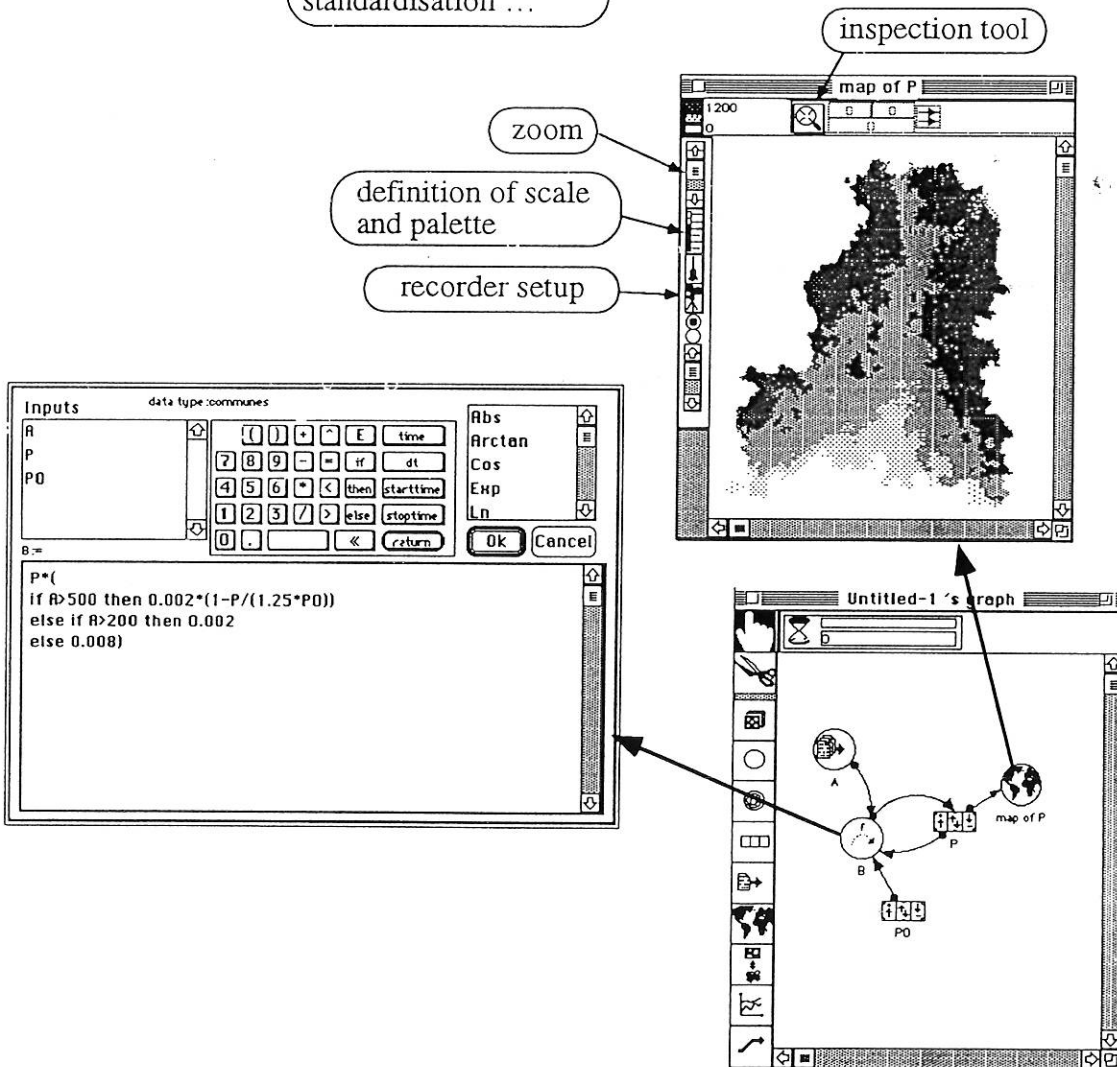 standardisation ...
inspection tool
map of P
1200
0
0 0
0
zoom
definition of scale
and palette
recorder setup
Inputs
data type:communes
A
P
P0
( ) + ^ E time
7 8 9 - = if dt
4 5 6 * < then starttime
1 2 3 / > else stoptime
0 . « return
Abs
Arctan
Cos
Exp
Ln
Ok Cancel
B:=
P*(
if A>500 then 0.002*(1-P/(1.25*P0))
else if A>200 then 0.002
else 0.008)
Untitled-1 's graph
0
A
f
B
P
map of P
P0